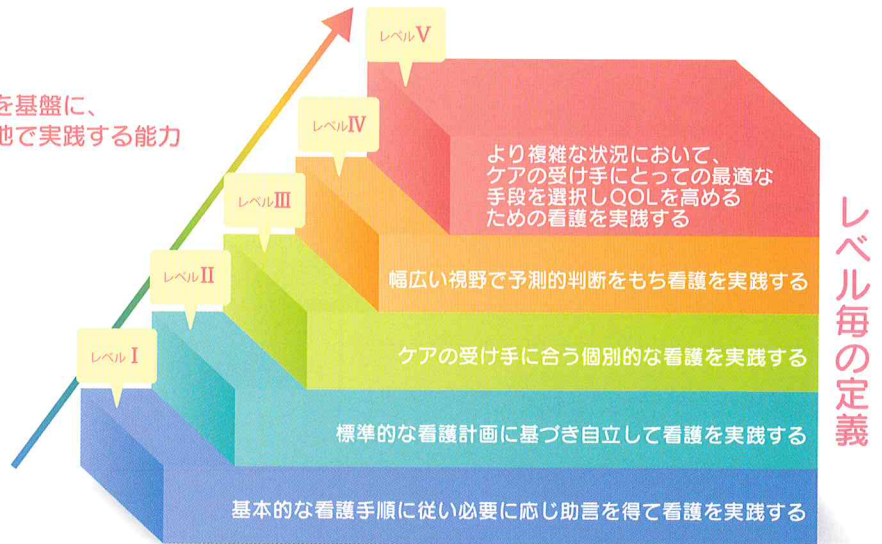 を基盤に、
地で実践する能力
レベルⅤ
レベルⅣ
レベルⅢ
レベルⅡ
レベルⅠ
より複雑な状況において、
ケアの受け手にとっての最適な
手段を選択しQOLを高める
ための看護を実践する
幅広い視野で予測的判断をもち看護を実践する
ケアの受け手に合う個別的な看護を実践する
標準的な看護計画に基づき自立して看護を実践する
基本的な看護手順に従い必要に応じ助言を得て看護を実践する
レベル毎の定義